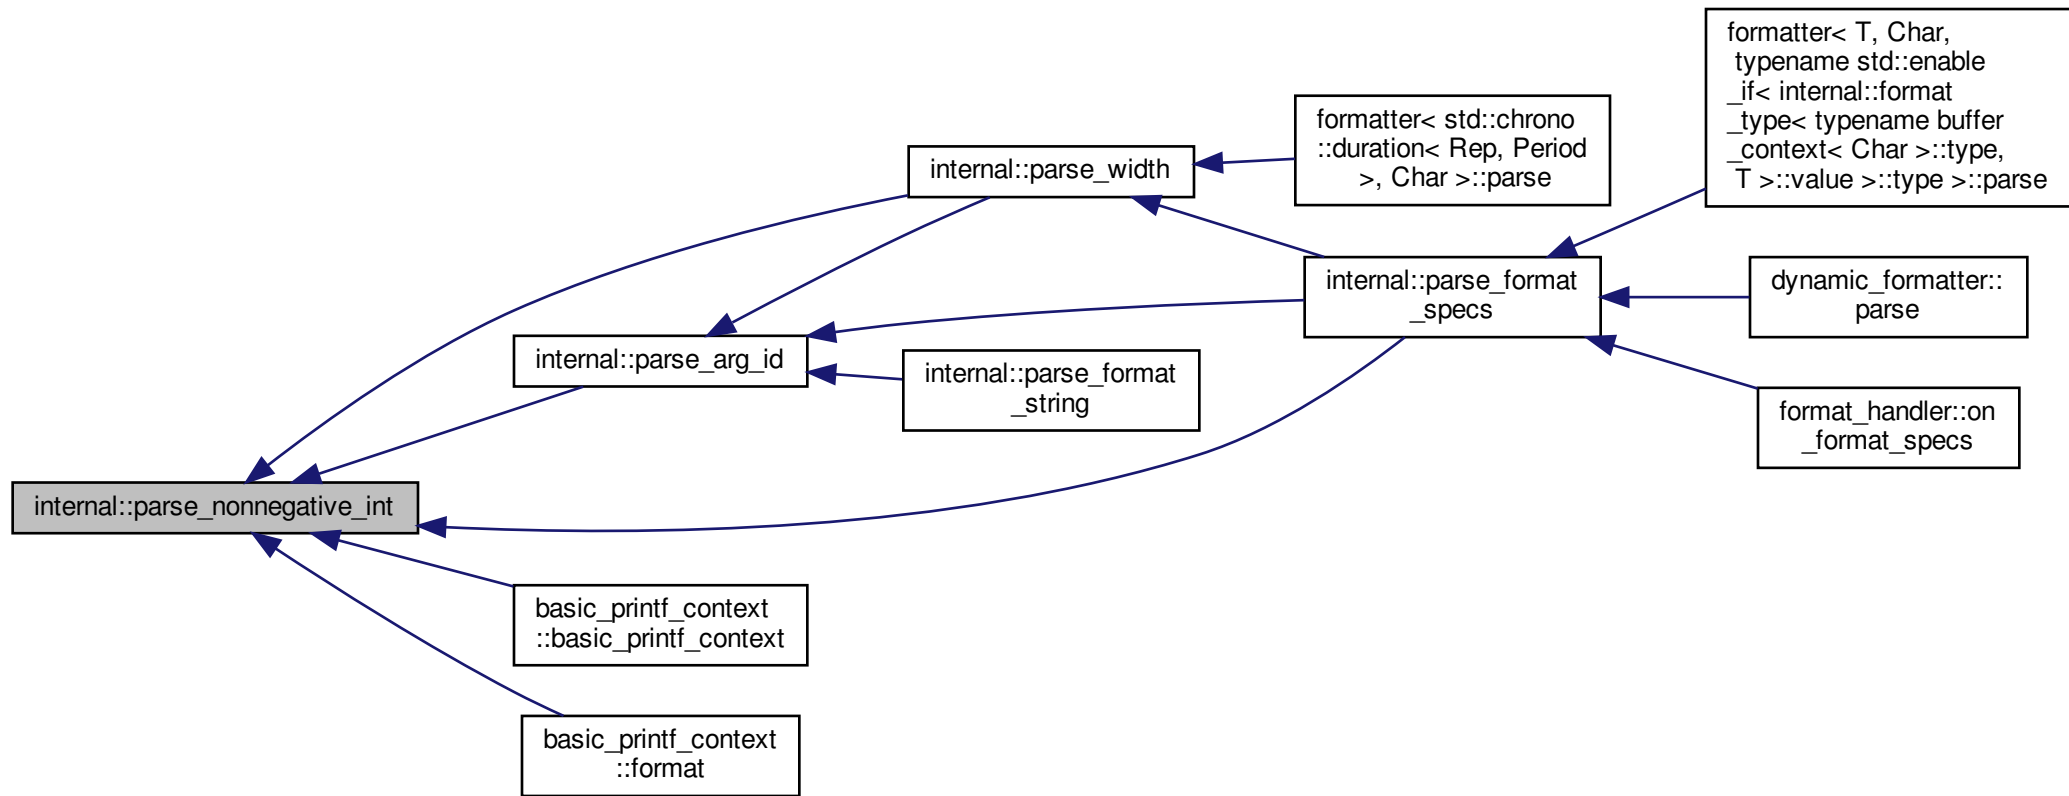 formatter< T, Char,
typename std::enable
_if< internal::format
_type< typename buffer
_context< Char >::type,
T >::value >::type >::parse
formatter< std::chrono
::duration< Rep, Period
>, Char >::parse
internal::parse_width
internal::parse_format
_specs
dynamic_formatter::
parse
internal::parse_arg_id
internal::parse_format
_string
format_handler::on
_format_specs
internal::parse_nonnegative_int
basic_printf_context
::basic_printf_context
basic_printf_context
::format